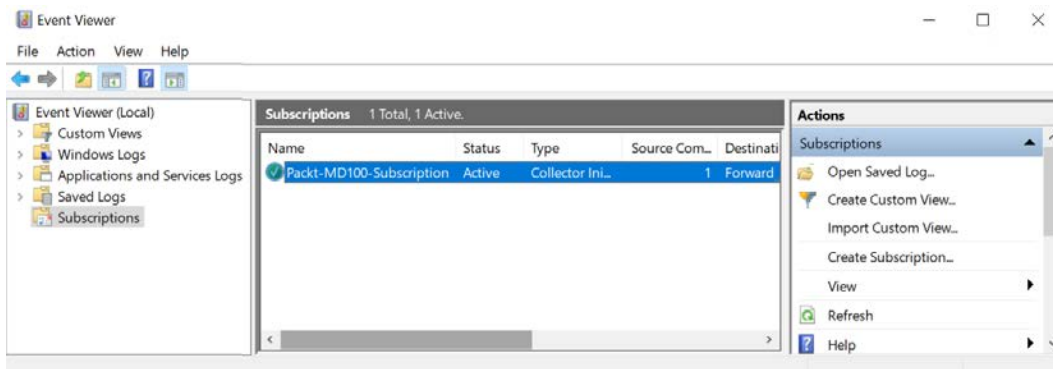 Event Viewer
File Action View Help
Event Viewer (Local)
Custom Views
Windows Logs
Applications and Services Logs
Saved Logs
Subscriptions
Subscriptions 1 Total, 1 Active.
Name Status Type Source Com... Destinati
Packt-MD100-Subscription Active Collector Ini... 1 Forward
Actions
Subscriptions
Open Saved Log...
Create Custom View...
Import Custom View...
Create Subscription...
View
Refresh
Help